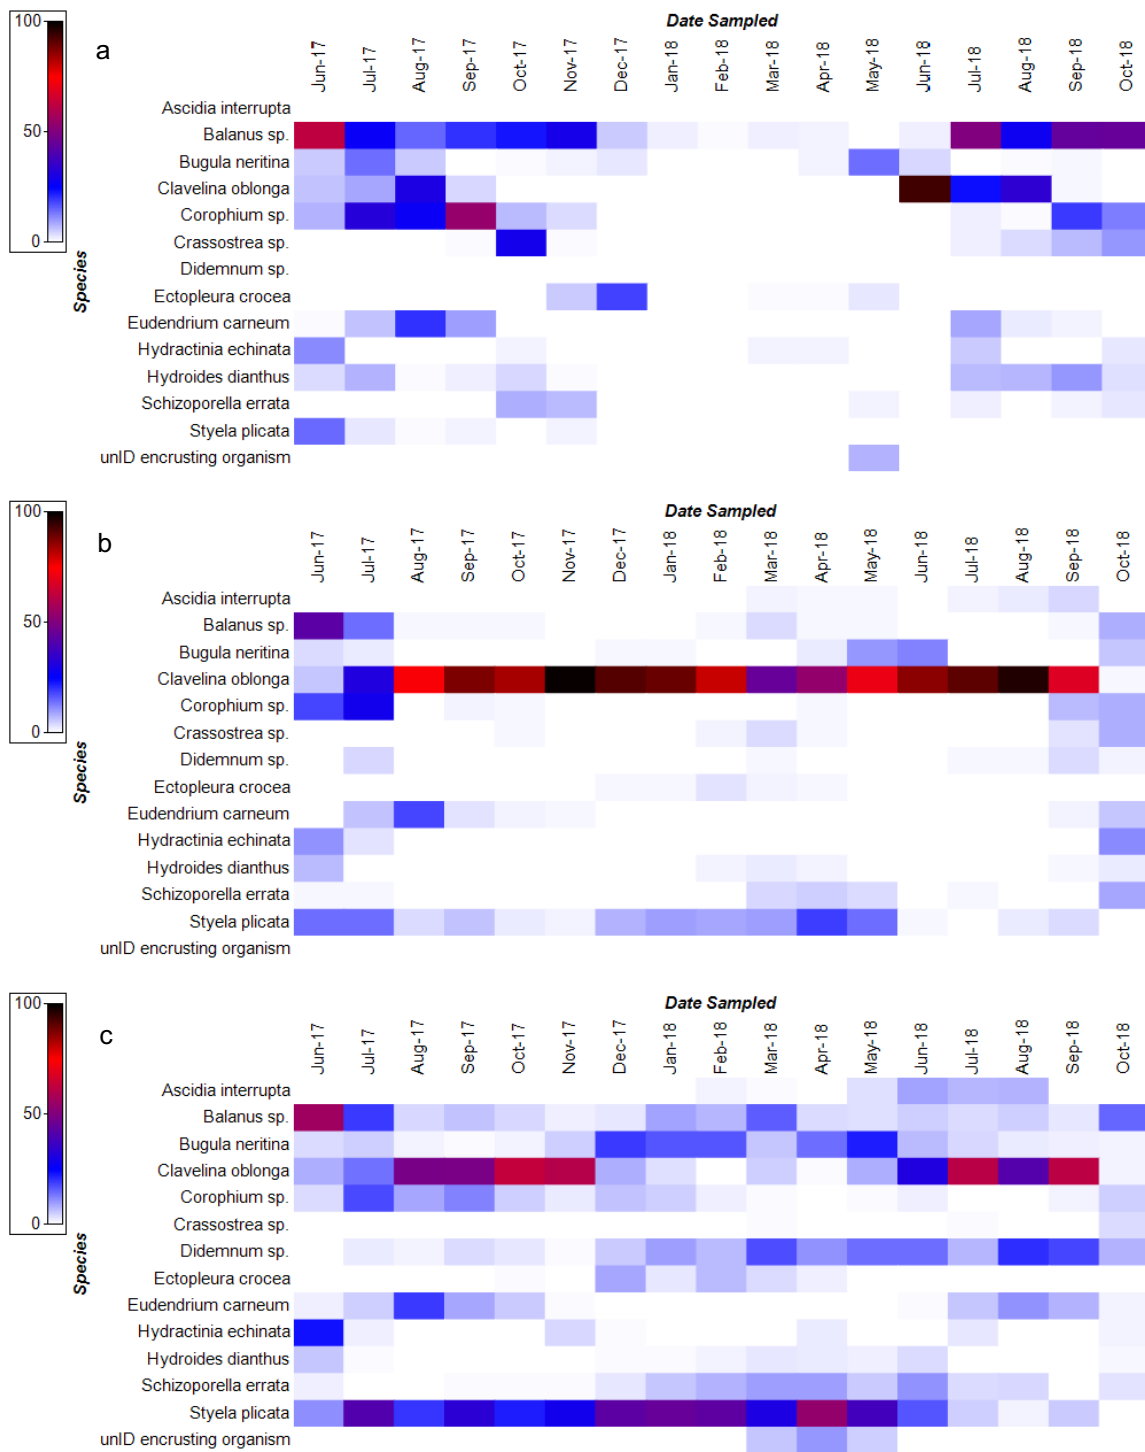 a
Date Sampled
100
50
0
Jun-17 Jul-17 Aug-17 Sep-17 Oct-17 Nov-17 Dec-17 Jan-18 Feb-18 Mar-18 Apr-18 May-18 Jun-18 Jul-18 Aug-18 Sep-18 Oct-18
Species
Ascidia interrupta
Balanus sp.
Bugula neritina
Clavelina oblonga
Corophium sp.
Crassostrea sp.
Didemnum sp.
Ectopleura crocea
Eudendrium carneum
Hydractinia echinata
Hydroides dianthus
Schizoporella errata
Styela plicata
unID encrusting organism
b
Date Sampled
100
50
0
Jun-17 Jul-17 Aug-17 Sep-17 Oct-17 Nov-17 Dec-17 Jan-18 Feb-18 Mar-18 Apr-18 May-18 Jun-18 Jul-18 Aug-18 Sep-18 Oct-18
Species
Ascidia interrupta
Balanus sp.
Bugula neritina
Clavelina oblonga
Corophium sp.
Crassostrea sp.
Didemnum sp.
Ectopleura crocea
Eudendrium carneum
Hydractinia echinata
Hydroides dianthus
Schizoporella errata
Styela plicata
unID encrusting organism
c
Date Sampled
100
50
0
Jun-17 Jul-17 Aug-17 Sep-17 Oct-17 Nov-17 Dec-17 Jan-18 Feb-18 Mar-18 Apr-18 May-18 Jun-18 Jul-18 Aug-18 Sep-18 Oct-18
Species
Ascidia interrupta
Balanus sp.
Bugula neritina
Clavelina oblonga
Corophium sp.
Crassostrea sp.
Didemnum sp.
Ectopleura crocea
Eudendrium carneum
Hydractinia echinata
Hydroides dianthus
Schizoporella errata
Styela plicata
unID encrusting organism